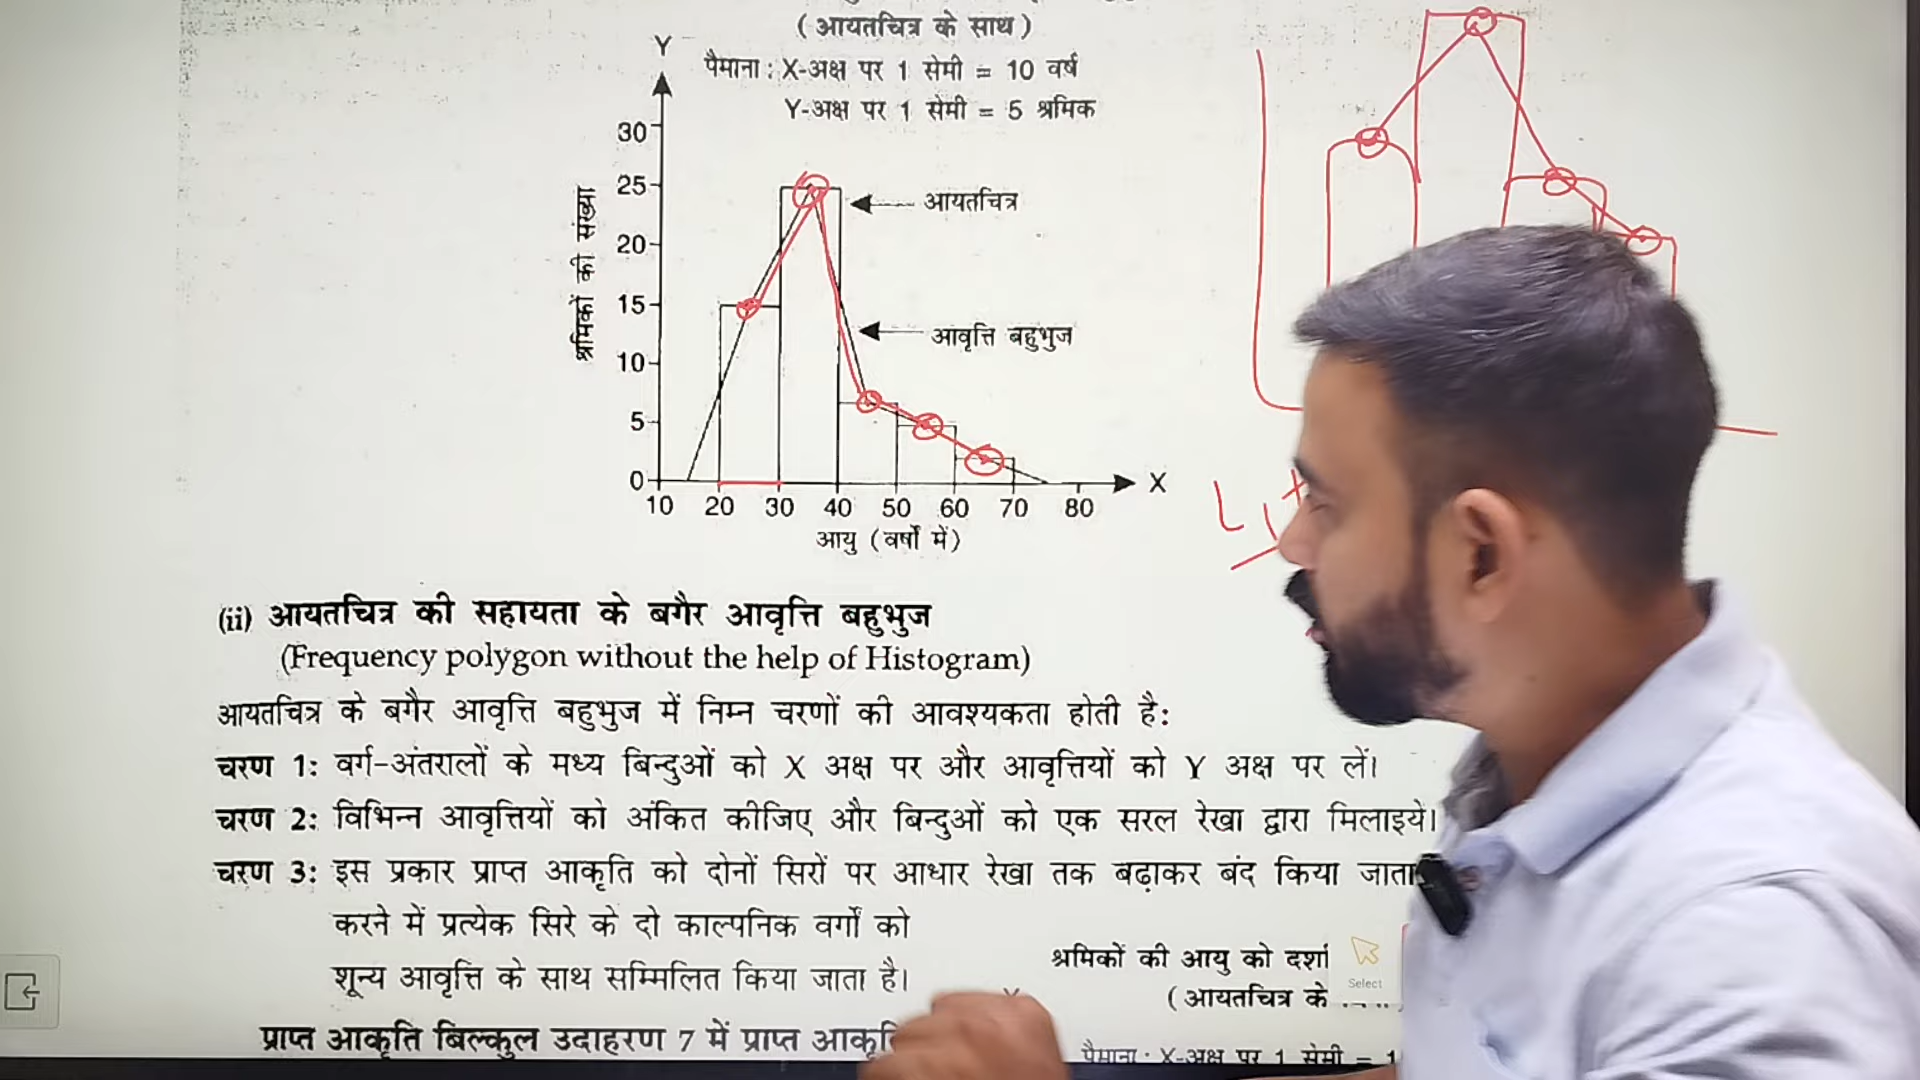 (आयतचित्र के साथ)
Y
पैमाना : X-अक्ष पर 1 सेमी = 10 वर्ष
Y-अक्ष पर 1 सेमी = 5 श्रमिक
श्रमिकों की संख्या
30
25
20
15
10
5
0
आयतचित्र
आवृत्ति बहुभुज
X
10 20 30 40 50 60 70 80
आयु (वर्षों में)
(ii) आयतचित्र की सहायता के बगैर आवृत्ति बहुभुज
(Frequency polygon without the help of Histogram)
आयतचित्र के बगैर आवृत्ति बहुभुज में निम्न चरणों की आवश्यकता होती है:
चरण 1: वर्ग-अंतरालों के मध्य बिन्दुओं को X अक्ष पर और आवृत्तियों को Y अक्ष पर लें।
चरण 2: विभिन्न आवृत्तियों को अंकित कीजिए और बिन्दुओं को एक सरल रेखा द्वारा मिलाइये।
चरण 3: इस प्रकार प्राप्त आकृति को दोनों सिरों पर आधार रेखा तक बढ़ाकर बंद किया जाता
करने में प्रत्येक सिरे के दो काल्पनिक वर्गों को
शून्य आवृत्ति के साथ सम्मिलित किया जाता है।
प्राप्त आकृति बिल्कुल उदाहरण 7 में प्राप्त
श्रमिकों की आयु को
(आयतचित्र के
पैमाना : X-अक्ष पर 1 सेमी = 1
Select